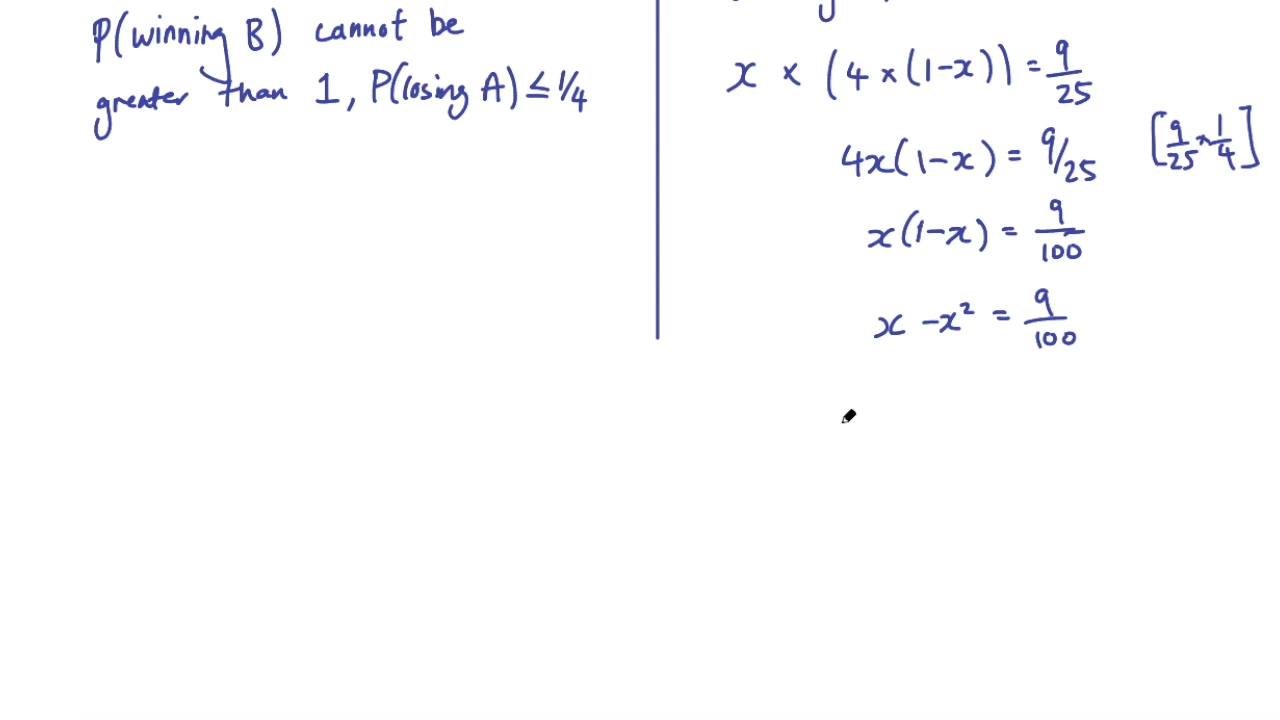 P(winning B) cannot be
greater than 1, P(losing A) ≤ 1/4
x × (4 × (1-x)) = 9/25
4x(1-x) = 9/25 [9/25 × 1/4]
x(1-x) = 9/100
x - x² = 9/100